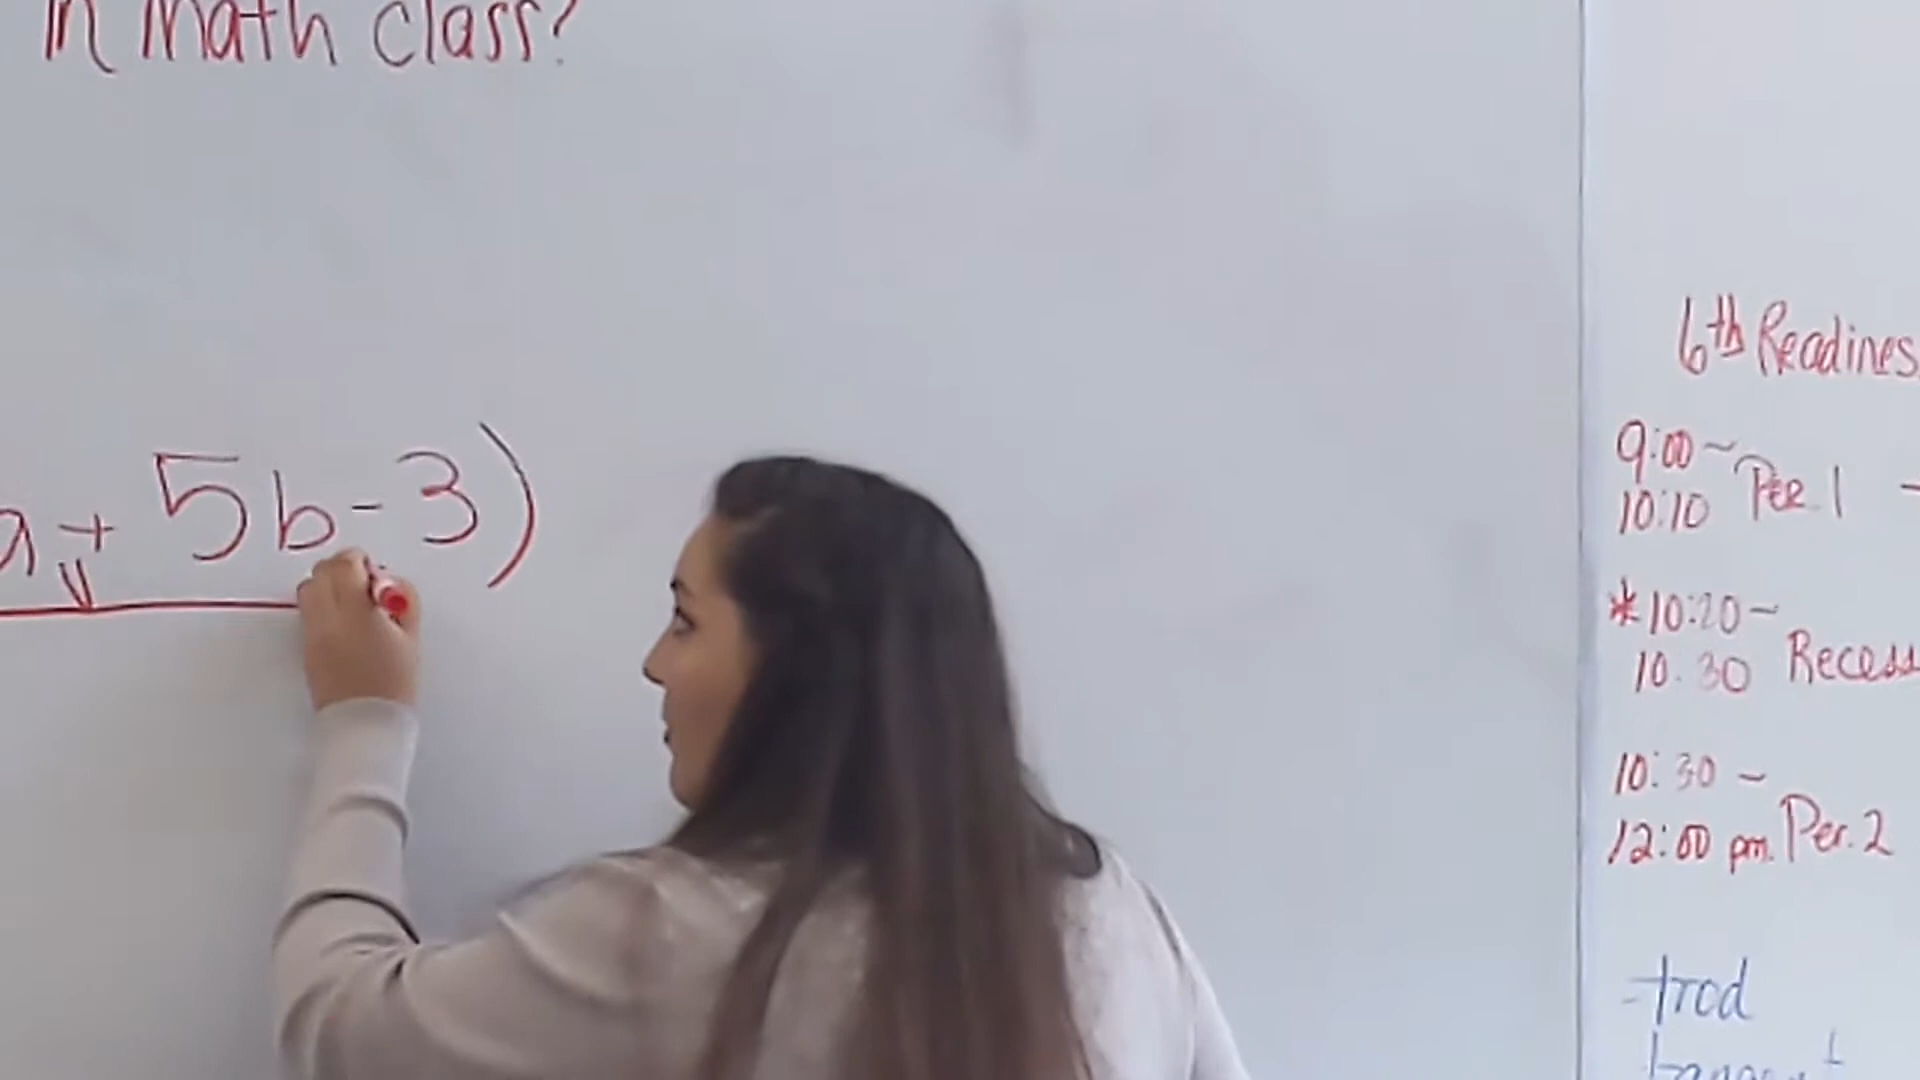 in math class?
a + 5b - 3)
6th Readines
9:00~
10:10 Per. 1 -
*10:20~
10:30 Recess
10:30 ~
12:00 pm. Per. 2
-trod